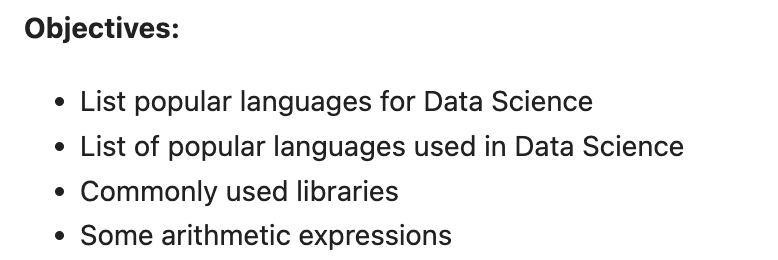 Objectives:
• List popular languages for Data Science
• List of popular languages used in Data Science
• Commonly used libraries
• Some arithmetic expressions